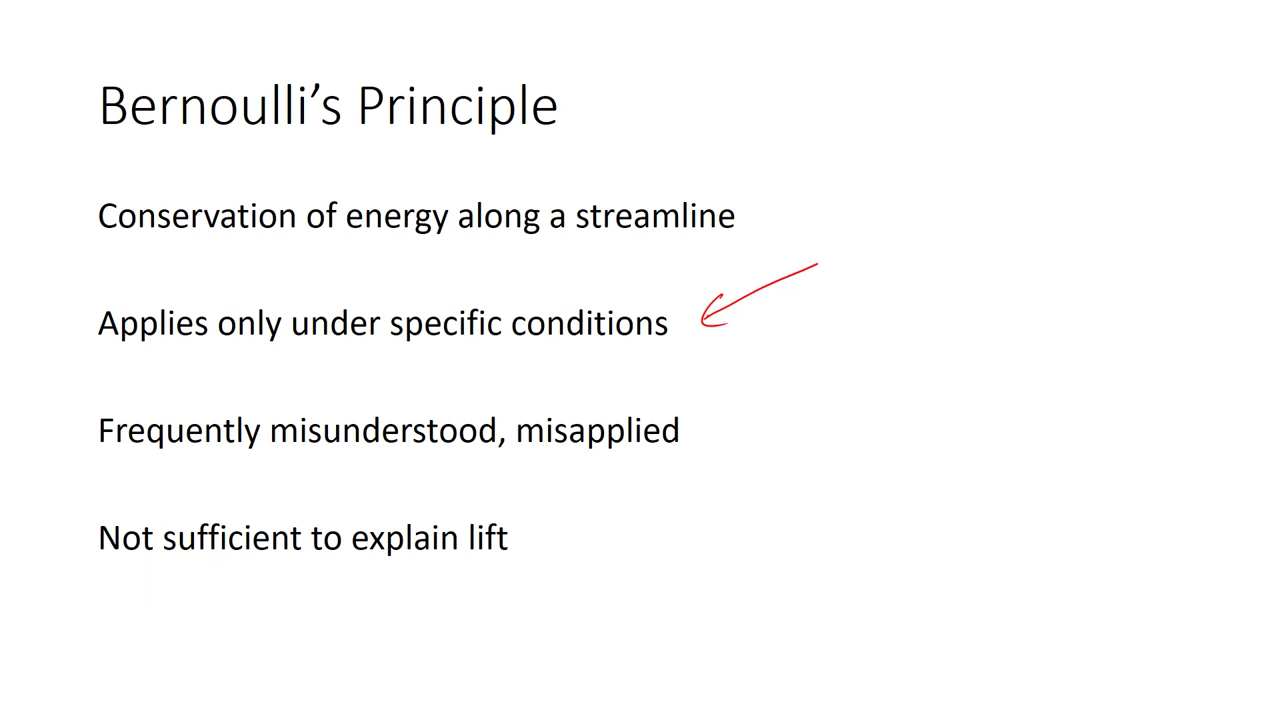 Bernoulli’s Principle
Conservation of energy along a streamline
Applies only under specific conditions
Frequently misunderstood, misapplied
Not sufficient to explain lift